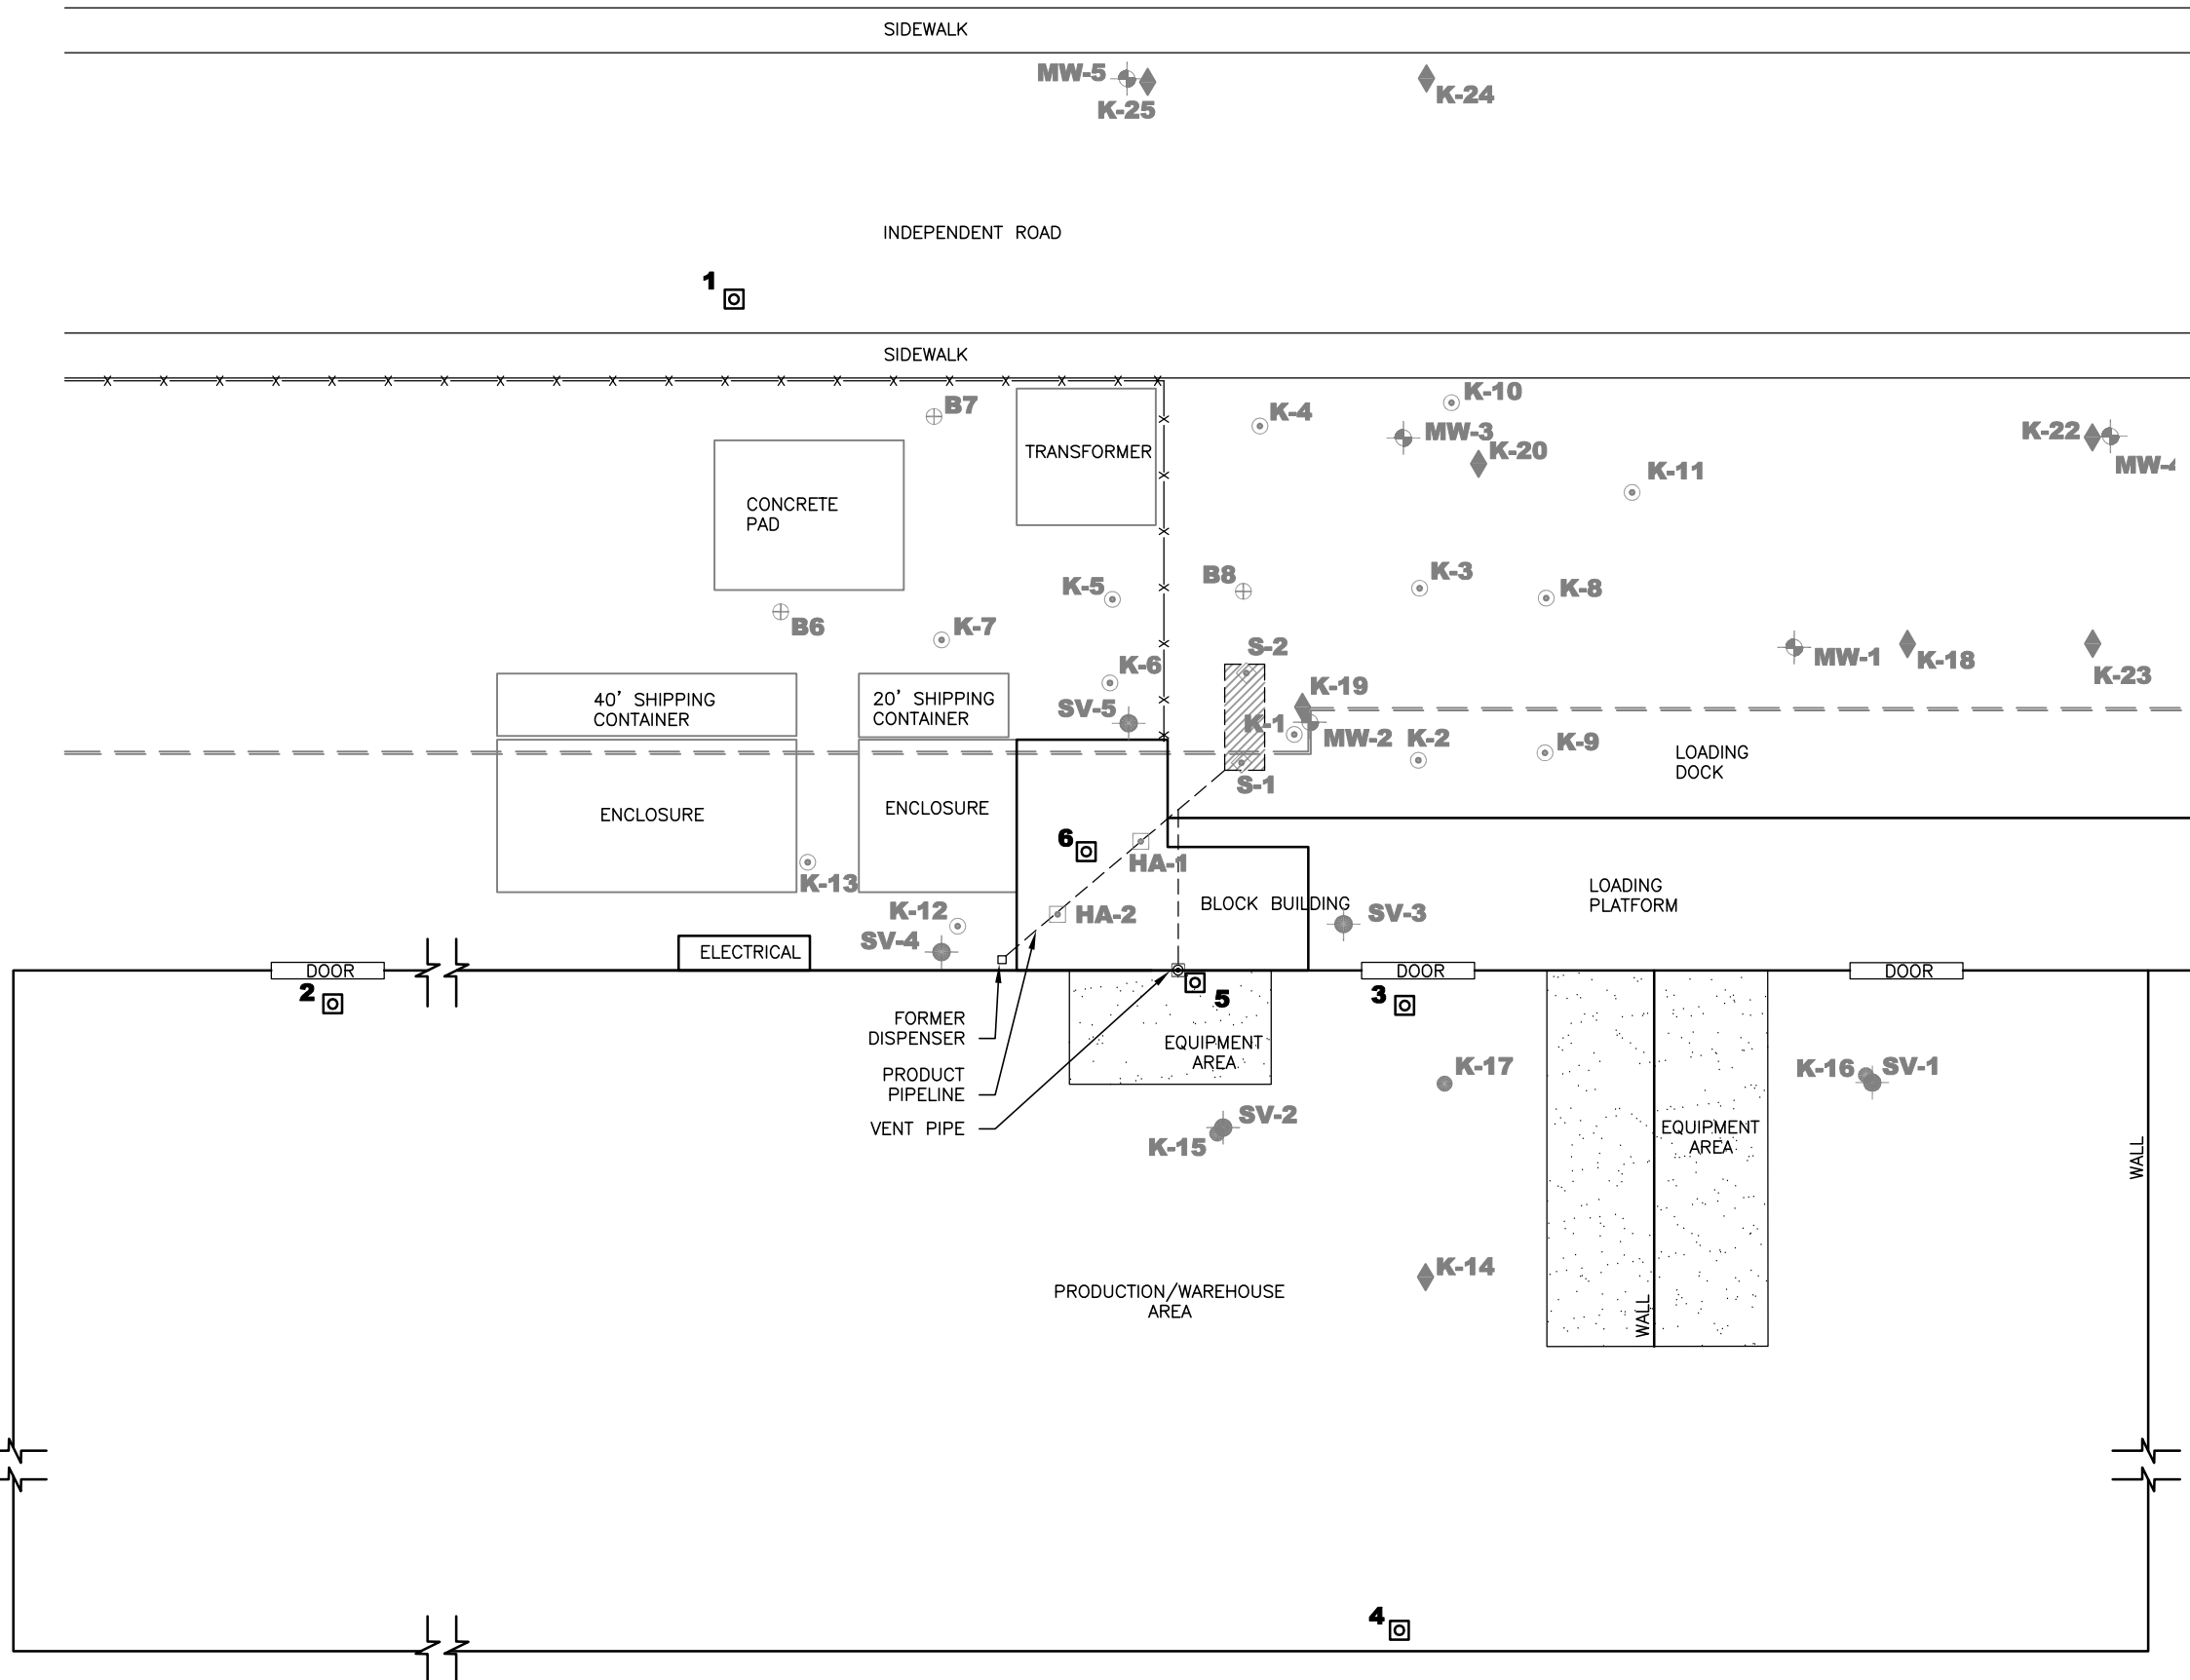 SIDEWALK
MW-5
K-25
K-24
INDEPENDENT ROAD
1
SIDEWALK
B7
TRANSFORMER
K-4
K-10
MW-3
K-20
K-11
K-22
MW-4
CONCRETE
PAD
K-5
B8
K-3
K-8
B6
K-7
K-6
S-2
MW-1
K-18
K-23
40' SHIPPING
CONTAINER
20' SHIPPING
CONTAINER
SV-5
K-19
K-1
MW-2
K-2
K-9
LOADING
DOCK
S-1
ENCLOSURE
ENCLOSURE
6
HA-1
K-13
K-12
HA-2
BLOCK BUILDING
SV-3
LOADING
PLATFORM
SV-4
ELECTRICAL
DOOR
DOOR
DOOR
2
5
3
FORMER
DISPENSER
EQUIPMENT
AREA
PRODUCT
PIPELINE
VENT PIPE
K-17
K-16
SV-1
SV-2
K-15
EQUIPMENT
AREA
WALL
K-14
PRODUCTION/WAREHOUSE
AREA
WALL
4